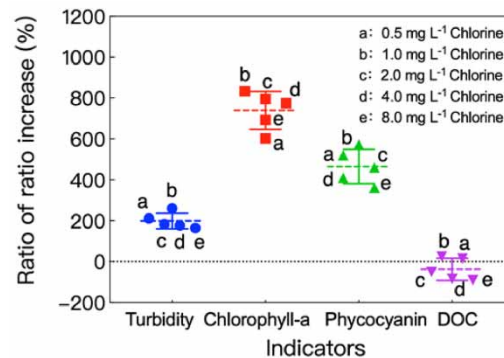 1200
1000
800
600
400
200
0
−200
Ratio of ratio increase (%)
a: 0.5 mg L⁻¹ Chlorine
b: 1.0 mg L⁻¹ Chlorine
c: 2.0 mg L⁻¹ Chlorine
d: 4.0 mg L⁻¹ Chlorine
e: 8.0 mg L⁻¹ Chlorine
a b
c d e
b c d
e
a
b
a c
d e
b a
c d e
Turbidity Chlorophyll-a Phycocyanin DOC
Indicators